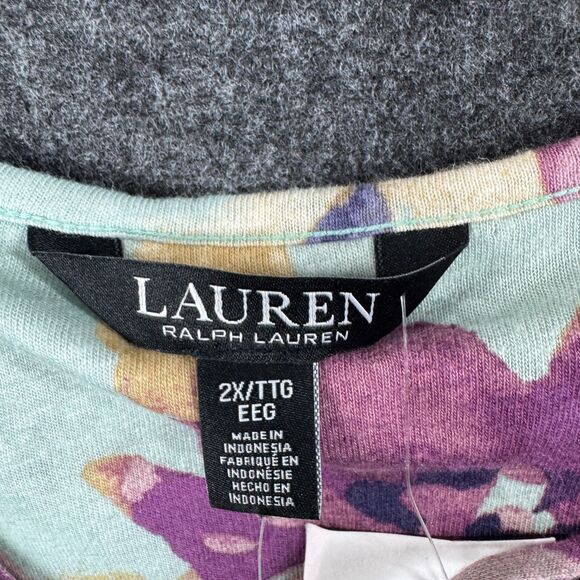 LAUREN
RALPH LAUREN
2X/TTG
EEG
MADE IN
INDONESIA
FABRIQUÉ EN
INDONÉSIE
HECHO EN
INDONESIA